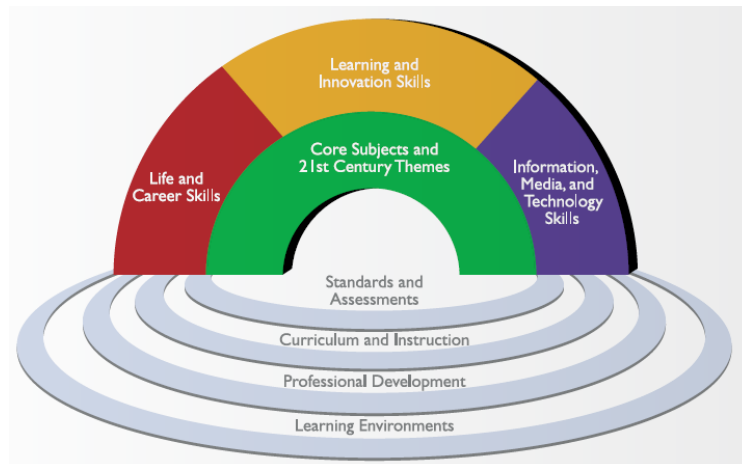 Learning and
Innovation Skills
Core Subjects and
21st Century Themes
Life and
Career Skills
Information,
Media, and
Technology
Skills
Standards and
Assessments
Curriculum and Instruction
Professional Development
Learning Environments